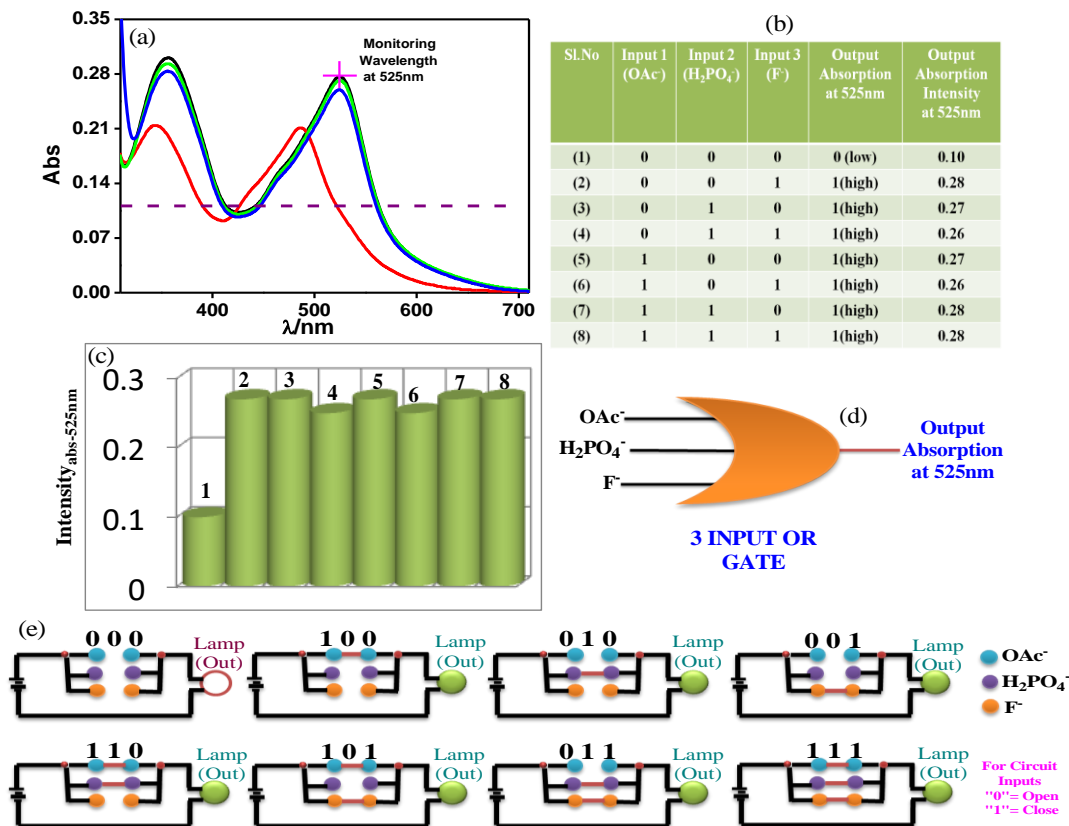 (a)
Monitoring
Wavelength
at 525nm
0.35
0.28
0.21
0.14
0.07
0.00
Abs
400
500
600
700
λ/nm
(b)
Sl.No Input 1 Input 2 Input 3 Output Output
(OAc-) (H2PO4-) (F-) Absorption Absorption
at 525nm Intensity
at 525nm
(1) 0 0 0 0 (low) 0.10
(2) 0 0 1 1(high) 0.28
(3) 0 1 0 1(high) 0.27
(4) 0 1 1 1(high) 0.26
(5) 1 0 0 1(high) 0.27
(6) 1 0 1 1(high) 0.26
(7) 1 1 0 1(high) 0.28
(8) 1 1 1 1(high) 0.28
(c)
0.3
0.2
0.1
0
Intensity abs-525nm
1 2 3 4 5 6 7 8
(d)
OAc-
H2PO4-
F-
Output
Absorption
at 525nm
3 INPUT OR
GATE
(e)
0 0 0
Lamp
(Out)
1 0 0
Lamp
(Out)
0 1 0
Lamp
(Out)
0 0 1
Lamp
(Out)
OAc-
H2PO4-
F-
1 1 0
Lamp
(Out)
1 0 1
Lamp
(Out)
0 1 1
Lamp
(Out)
1 1 1
Lamp
(Out)
For Circuit
Inputs
"0"= Open
"1"= Close